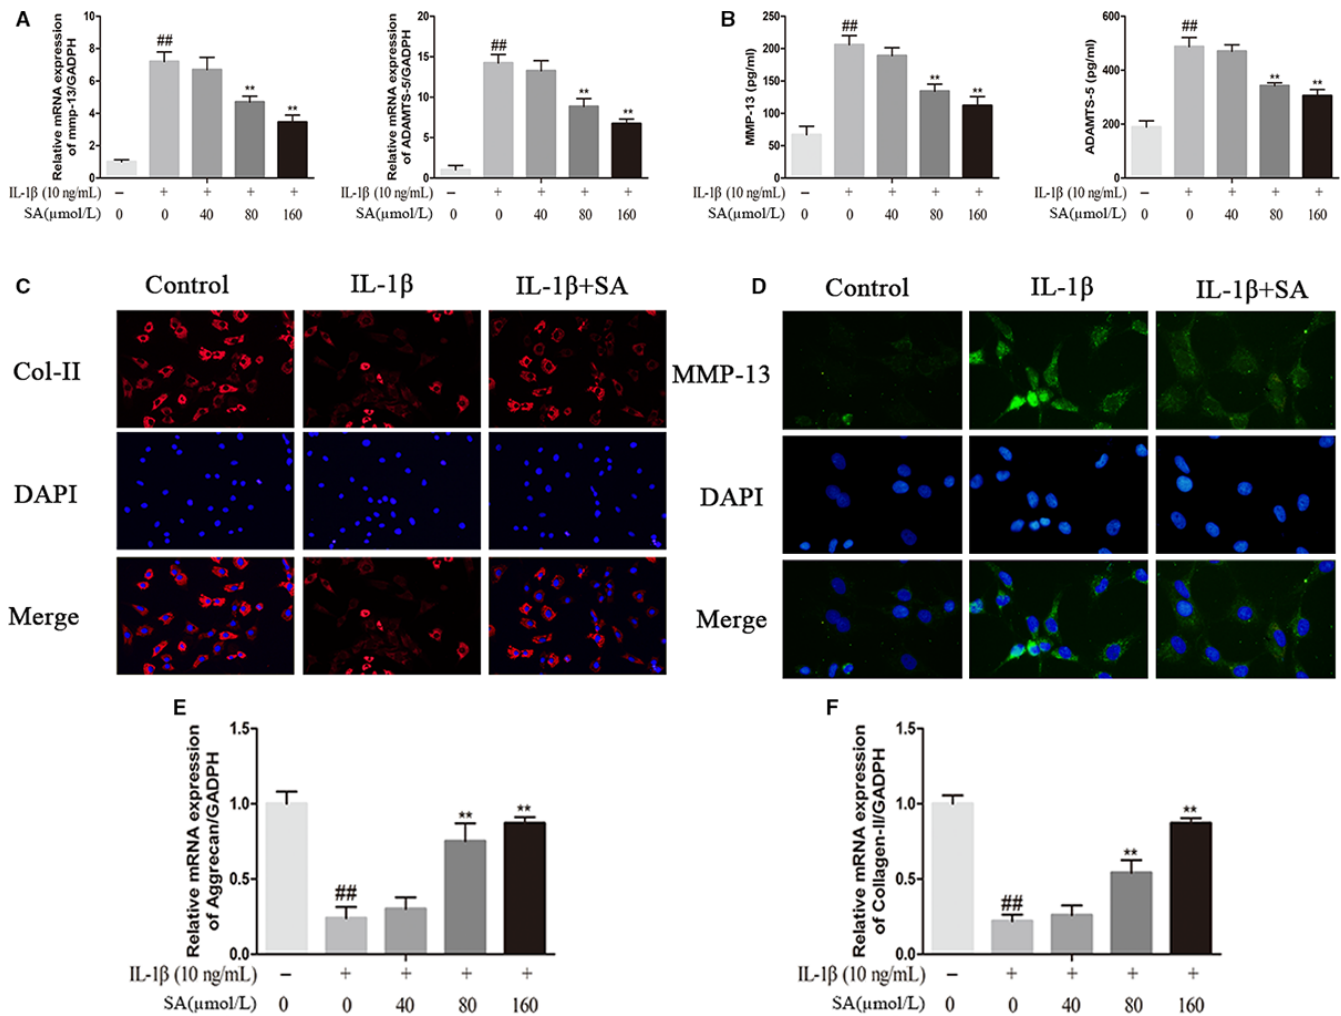 A
Relative mRNA expression
of mmp-13/GADPH
10
8
6
4
2
0
##
**
**
IL-1β (10 ng/mL) − + + + +
SA(μmol/L) 0 0 40 80 160
Relative mRNA expression
of ADAMTS-5/GADPH
20
15
10
5
0
##
**
**
IL-1β (10 ng/mL) − + + + +
SA(μmol/L) 0 0 40 80 160
B
MMP-13 (pg/ml)
250
200
150
100
50
0
##
**
**
IL-1β (10 ng/mL) − + + + +
SA(μmol/L) 0 0 40 80 160
ADAMTS-5 (pg/ml)
600
400
200
0
##
**
**
IL-1β (10 ng/mL) − + + + +
SA(μmol/L) 0 0 40 80 160
C
Control IL-1β IL-1β+SA
Col-II
DAPI
Merge
D
Control IL-1β IL-1β+SA
MMP-13
DAPI
Merge
E
Relative mRNA expression
of Aggrecan/GADPH
1.5
1.0
0.5
0.0
##
**
**
IL-1β (10 ng/mL) − + + + +
SA(μmol/L) 0 0 40 80 160
F
Relative mRNA expression
of Collagen-II/GADPH
1.5
1.0
0.5
0.0
##
**
**
IL-1β (10 ng/mL) − + + + +
SA(μmol/L) 0 0 40 80 160